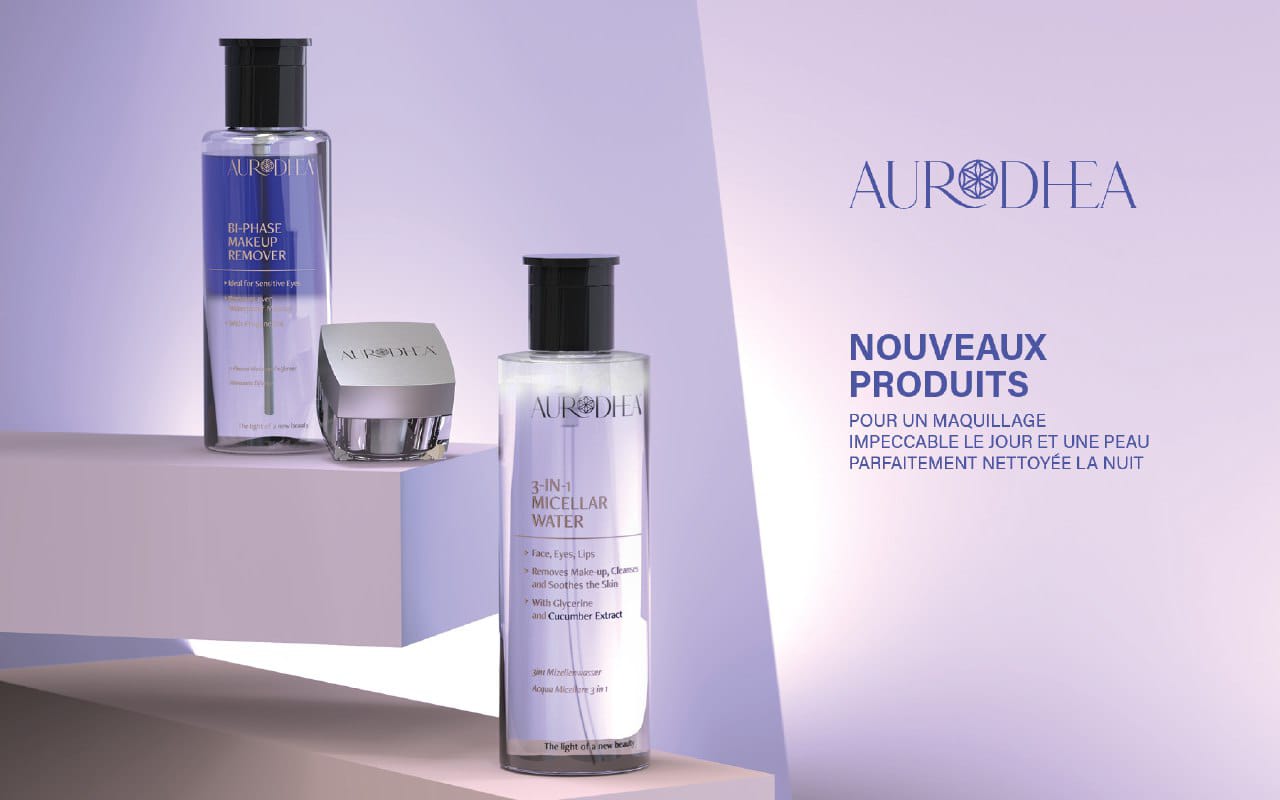 AURODHEA
BI-PHASE
MAKEUP
REMOVER
> Ideal for Sensitive Eyes
The light of a new beauty
AURODHEA
AURODHEA
3-IN-1
MICELLAR
WATER
> Face, Eyes, Lips
> Removes Make-up, Cleanses
and Soothes the Skin
> With Glycerine
and Cucumber Extract
3in1 Mizellenwasser
Acqua Micellare 3 in 1
The light of a new beauty
AURODHEA
NOUVEAUX
PRODUITS
POUR UN MAQUILLAGE
IMPECCABLE LE JOUR ET UNE PEAU
PARFAITEMENT NETTOYÉE LA NUIT